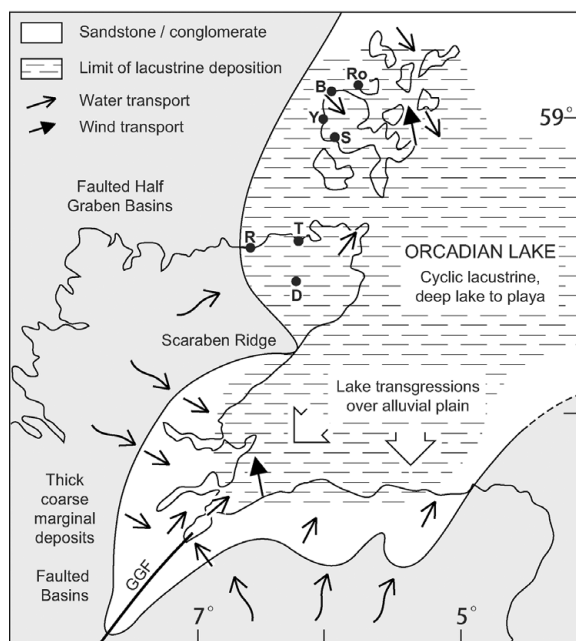 Sandstone / conglomerate
Limit of lacustrine deposition
Water transport
Wind transport
Ro
B
Y
S
59°
Faulted Half
Graben Basins
R
T
D
ORCADIAN LAKE
Cyclic lacustrine,
deep lake to playa
Scaraben Ridge
Lake transgressions
over alluvial plain
Thick
coarse
marginal
deposits
Faulted
Basins
GGF
7°
5°